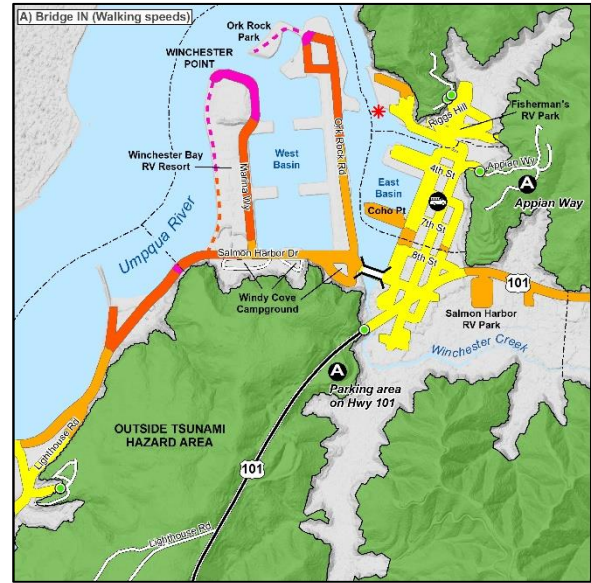 A) Bridge IN (Walking speeds)
Ork Rock
Park
WINCHESTER
POINT
Riggs Hill
Fisherman's
RV Park
Winchester Bay
RV Resort
Marina Wy
West
Basin
Ork Rock Rd
East
Basin
4th St
Appian Wy
A
Appian Way
Coho Pt
7th St
8th St
Umpqua River
Salmon Harbor Dr
Windy Cove
Campground
101
Salmon Harbor
RV Park
Winchester Creek
A
Parking area
on Hwy 101
OUTSIDE TSUNAMI
HAZARD AREA
Lighthouse Rd
101
Lighthouse Rd